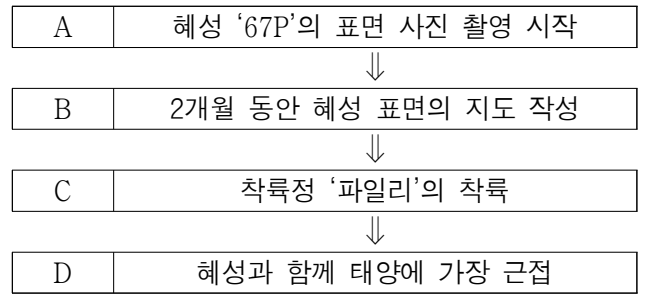 A 혜성 ‘67P’의 표면 사진 촬영 시작
⇓
B 2개월 동안 혜성 표면의 지도 작성
⇓
C 착륙정 ‘파일리’의 착륙
⇓
D 혜성과 함께 태양에 가장 근접